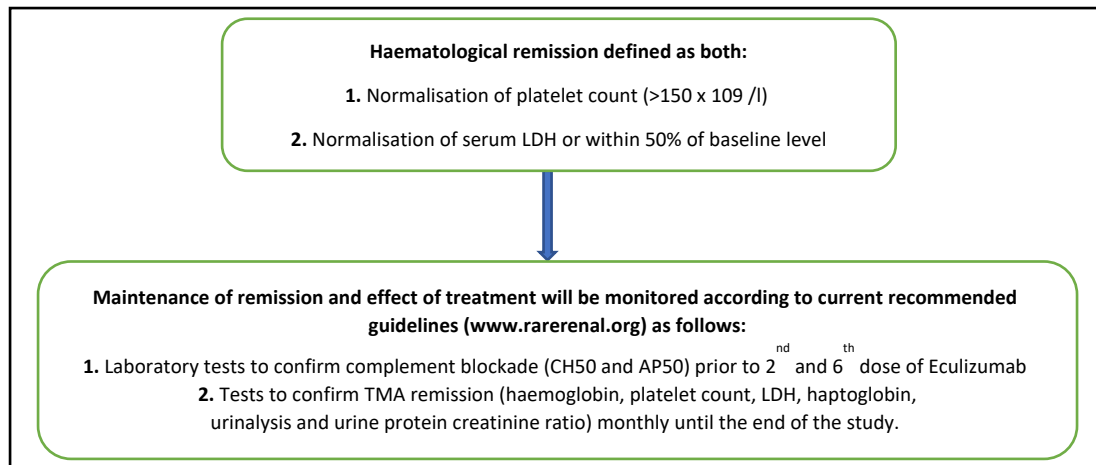 Haematological remission defined as both:
1. Normalisation of platelet count (>150 x 109 /l)
2. Normalisation of serum LDH or within 50% of baseline level
Maintenance of remission and effect of treatment will be monitored according to current recommended
guidelines (www.rarerenal.org) as follows:
1. Laboratory tests to confirm complement blockade (CH50 and AP50) prior to 2nd and 6th dose of Eculizumab
2. Tests to confirm TMA remission (haemoglobin, platelet count, LDH, haptoglobin,
urinalysis and urine protein creatinine ratio) monthly until the end of the study.